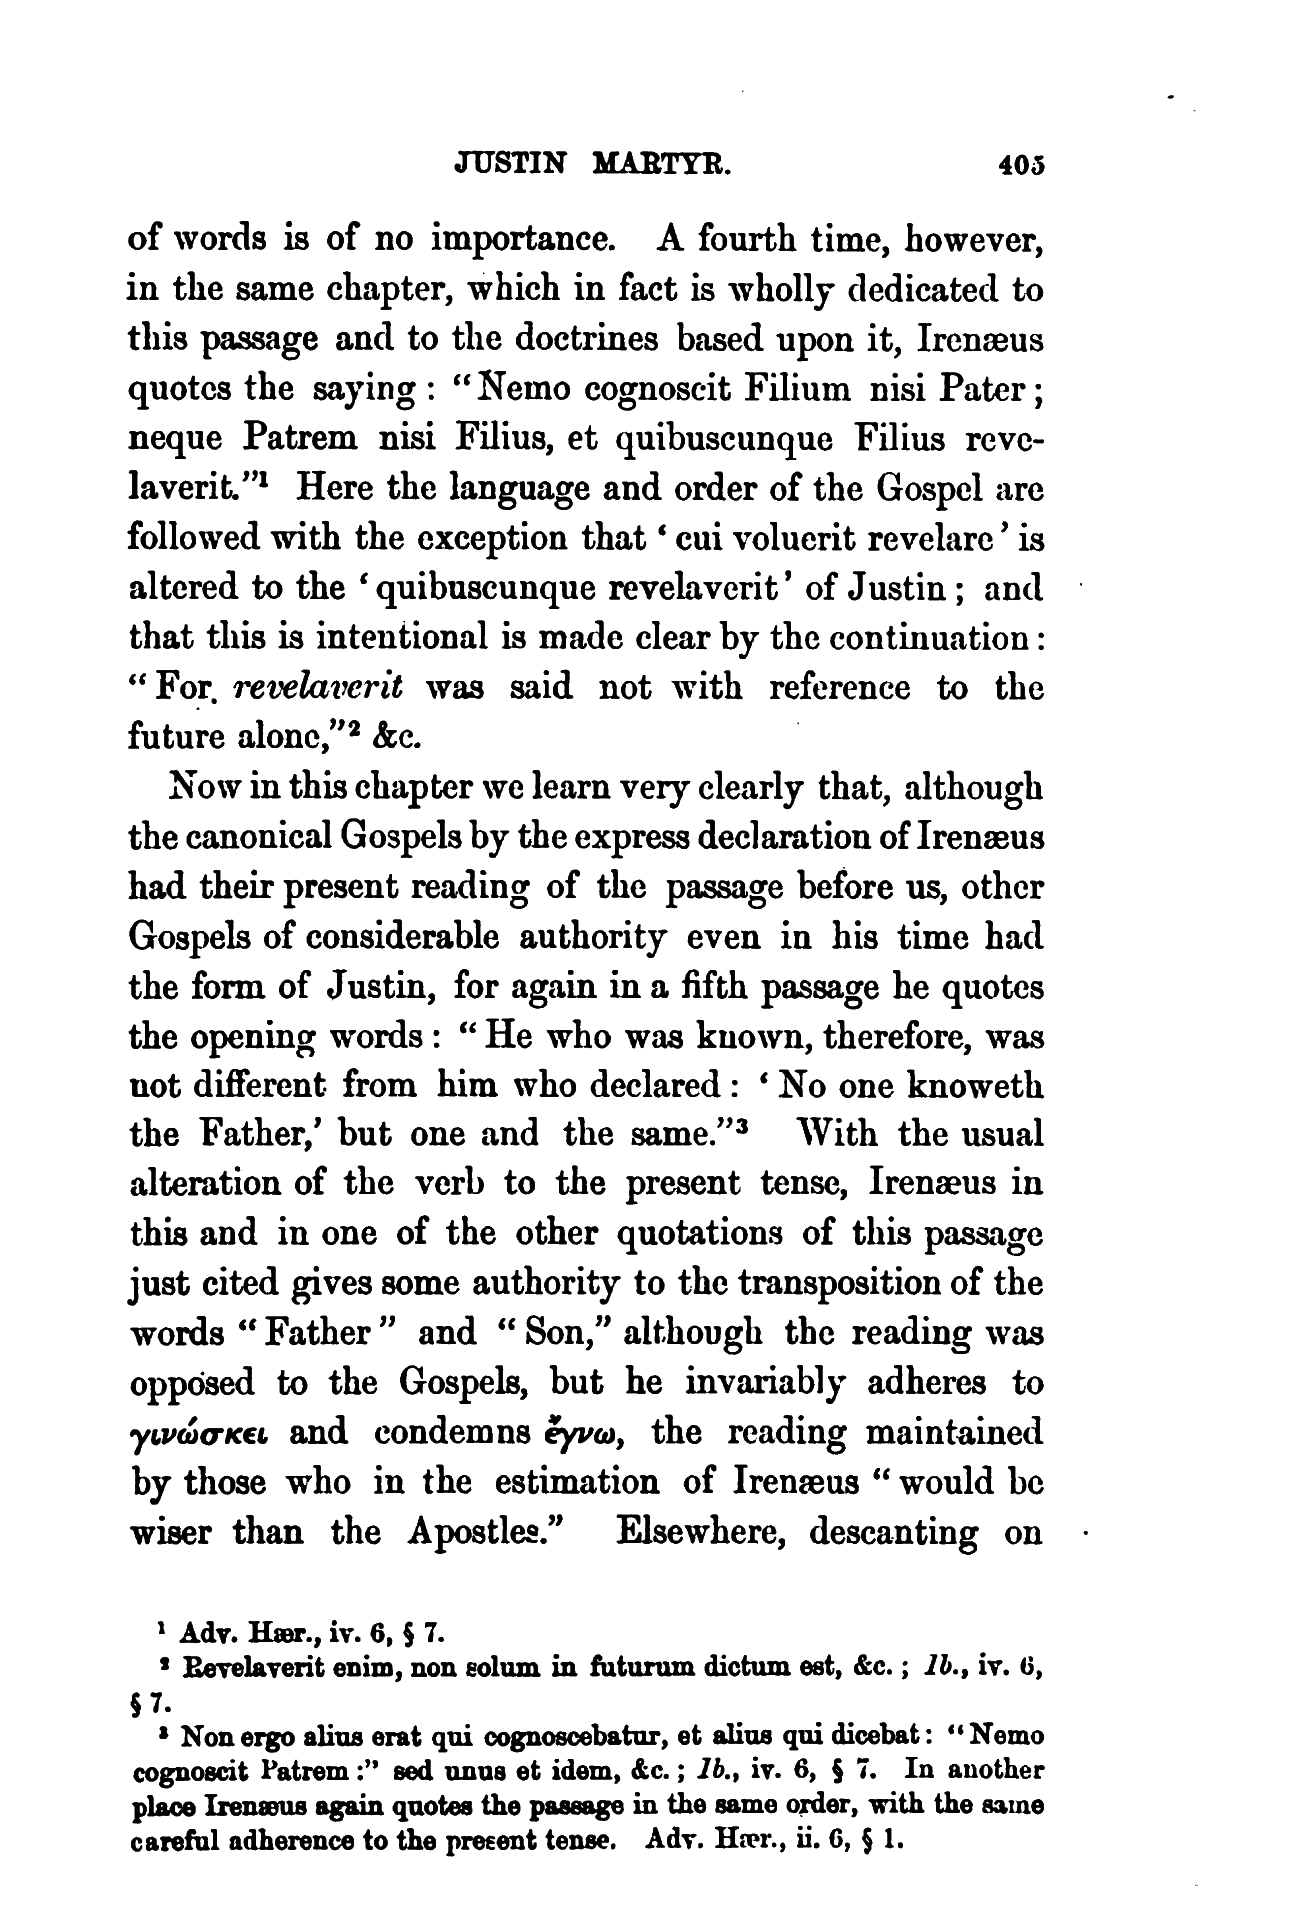 JUSTIN MARTYR. 405
of words is of no importance. A fourth time, however,
in the same chapter, which in fact is wholly dedicated to
this passage and to the doctrines based upon it, Irenæus
quotes the saying : “Nemo cognoscit Filium nisi Pater ;
neque Patrem nisi Filius, et quibuscunque Filius reve-
laverit.”¹ Here the language and order of the Gospel are
followed with the exception that ‘ cui voluerit revelare ’ is
altered to the ‘ quibuscunque revelaverit ’ of Justin ; and
that this is intentional is made clear by the continuation :
“ For. revelaverit was said not with reference to the
future alone,”² &c.
Now in this chapter we learn very clearly that, although
the canonical Gospels by the express declaration of Irenæus
had their present reading of the passage before us, other
Gospels of considerable authority even in his time had
the form of Justin, for again in a fifth passage he quotes
the opening words : “ He who was known, therefore, was
not different from him who declared : ‘ No one knoweth
the Father,’ but one and the same.”³ With the usual
alteration of the verb to the present tense, Irenæus in
this and in one of the other quotations of this passage
just cited gives some authority to the transposition of the
words “ Father ” and “ Son,” although the reading was
opposed to the Gospels, but he invariably adheres to
γινώσκει and condemns ἔγνω, the reading maintained
by those who in the estimation of Irenæus “ would be
wiser than the Apostles.” Elsewhere, descanting on
¹ Adv. Hær., iv. 6, § 7.
² Revelaverit enim, non solum in futurum dictum est, &c. ; Ib., iv. 6,
§ 7.
³ Non ergo alius erat qui cognoscebatur, et alius qui dicebat : “Nemo
cognoscit Patrem :” sed unus et idem, &c. ; Ib., iv. 6, § 7. In another
place Irenæus again quotes the passage in the same order, with the same
careful adherence to the present tense. Adv. Hær., ii. 6, § 1.